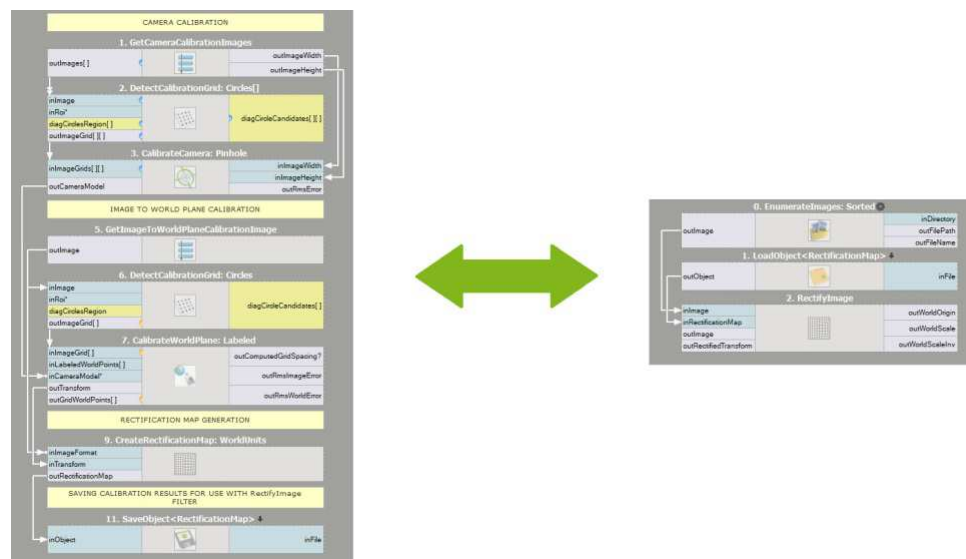 CAMERA CALIBRATION
1. GetCameraCalibrationImages
outImages[ ]
outImageWidth
outImageHeight
2. DetectCalibrationGrid: Circles[]
inImage
inRoi*
diagCirclesRegion[ ]
outImageGrid[ ][ ]
diagCircleCandidates[ ][ ]
3. CalibrateCamera: Pinhole
inImageGrids[ ][ ]
outCameraModel
inImageWidth
inImageHeight
outRmsError
IMAGE TO WORLD PLANE CALIBRATION
5. GetImageToWorldPlaneCalibrationImage
outImage
6. DetectCalibrationGrid: Circles
inImage
inRoi*
diagCirclesRegion
outImageGrid[ ]
diagCircleCandidates[ ]
7. CalibrateWorldPlane: Labeled
inImageGrid[ ]
inLabeledWorldPoints[ ]
inCameraModel*
outTransform
outGridWorldPoints[ ]
outComputedGridSpacing?
outRmsImageError
outRmsWorldError
RECTIFICATION MAP GENERATION
9. CreateRectificationMap: WorldUnits
inImageFormat
inTransform
outRectificationMap
SAVING CALIBRATION RESULTS FOR USE WITH RectifyImage
FILTER
11. SaveObject<RectificationMap>
inObject
inFile
0. EnumerateImages: Sorted
outImage
inDirectory
outFilePath
outFileName
1. LoadObject<RectificationMap>
outObject
inFile
2. RectifyImage
inImage
inRectificationMap
outImage
outRectifiedTransform
outWorldOrigin
outWorldScale
outWorldScaleInv